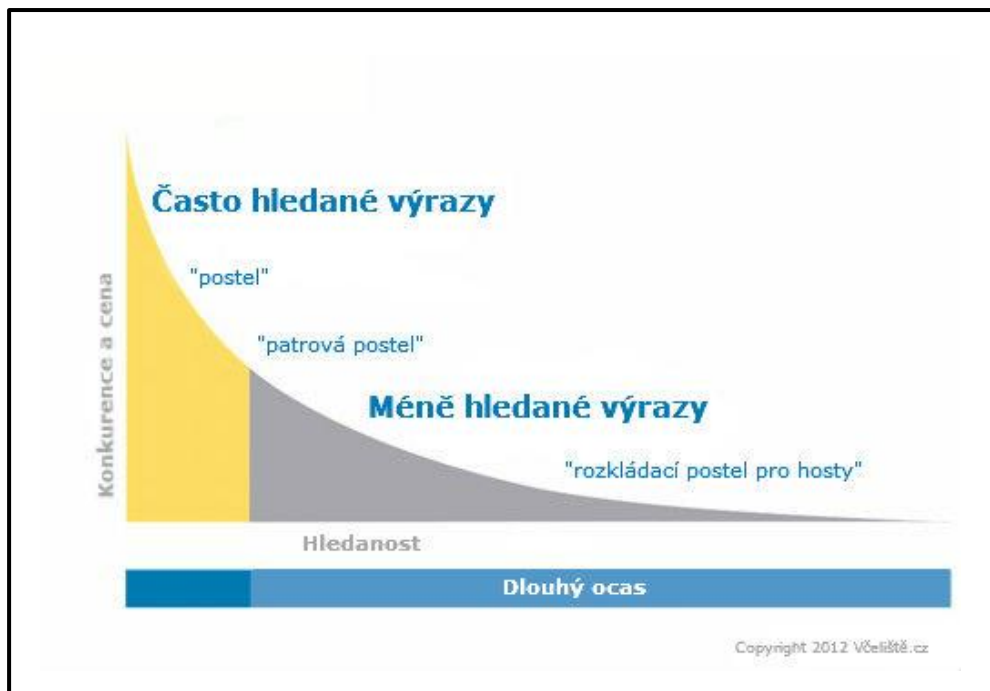 Často hledané výrazy
"postel"
"patrová postel"
Méně hledané výrazy
"rozkládací postel pro hosty"
Konkurence a cena
Hledanost
Dlouhý ocas
Copyright 2012 Včeliště.cz